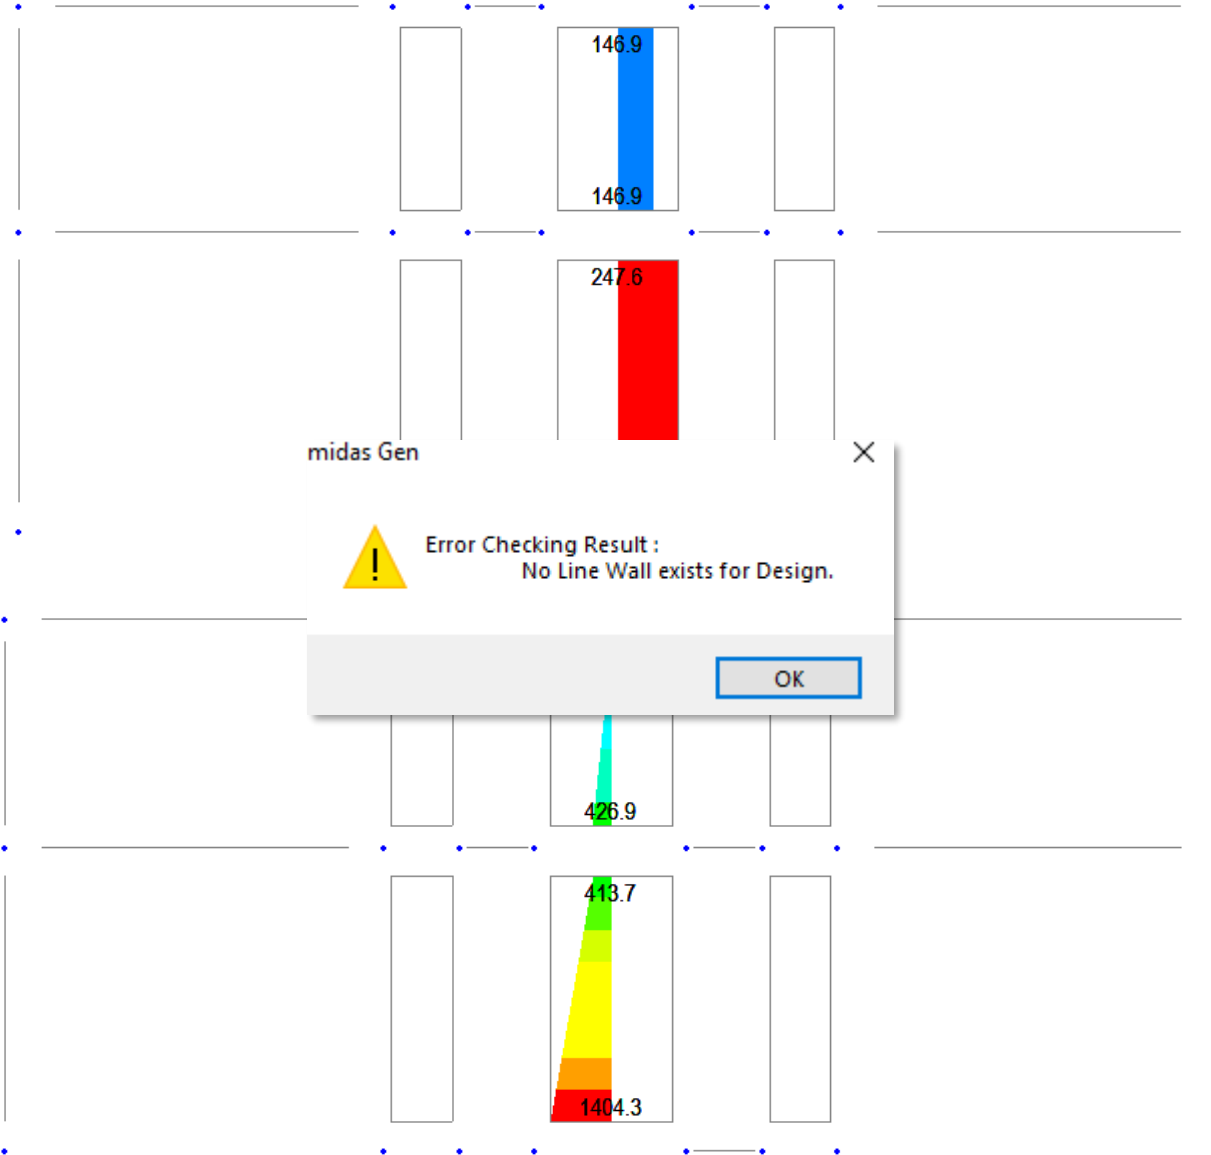 146.9
146.9
247.6
midas Gen
Error Checking Result :
No Line Wall exists for Design.
OK
426.9
413.7
1404.3